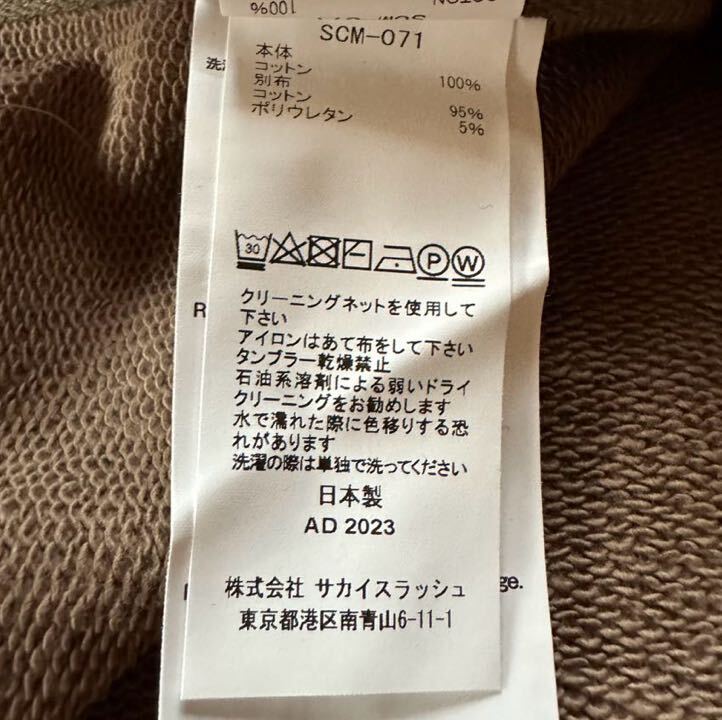 100%
SCM-071
本体
コットン
100%
別布
コットン
95%
ポリウレタン
5%
洗
30
P
W
クリーニングネットを使用して
下さい
アイロンはあて布をして下さい
タンブラー乾燥禁止
石油系溶剤による弱いドライ
クリーニングをお勧めします
水で濡れた際に色移りする恐
れがあります
洗濯の際は単独で洗ってください
日本製
AD 2023
R
株式会社 サカイスラッシュ
東京都港区南青山6-11-1
ge.